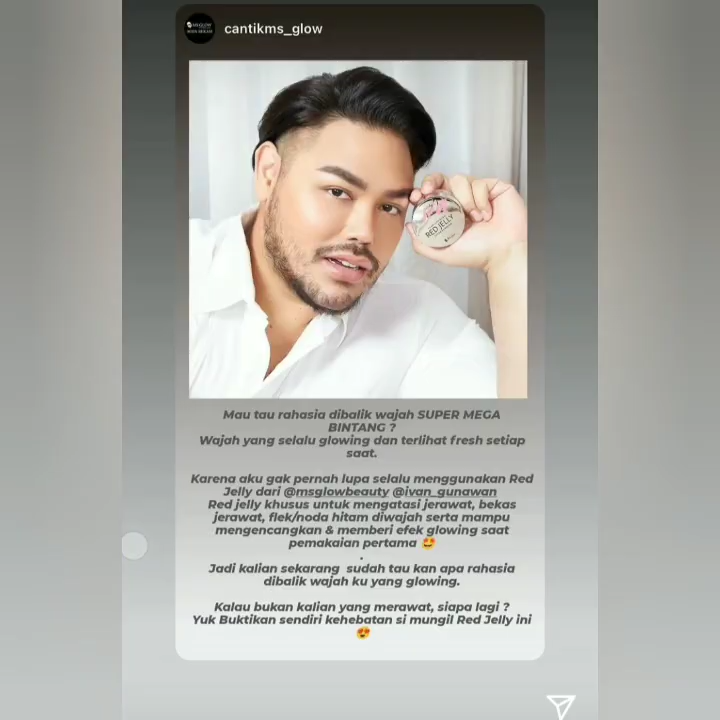 cantikms_glow
RED JELLY
Mau tau rahasia dibalik wajah SUPER MEGA
BINTANG ?
Wajah yang selalu glowing dan terlihat fresh setiap
saat.
Karena aku gak pernah lupa selalu menggunakan Red
Jelly dari @msglowbeauty @ivan_gunawan
Red jelly khusus untuk mengatasi jerawat, bekas
jerawat, flek/noda hitam diwajah serta mampu
mengencangkan & memberi efek glowing saat
pemakaian pertama 🤩
.
Jadi kalian sekarang sudah tau kan apa rahasia
dibalik wajah ku yang glowing.
Kalau bukan kalian yang merawat, siapa lagi ?
Yuk Buktikan sendiri kehebatan si mungil Red Jelly ini
😍